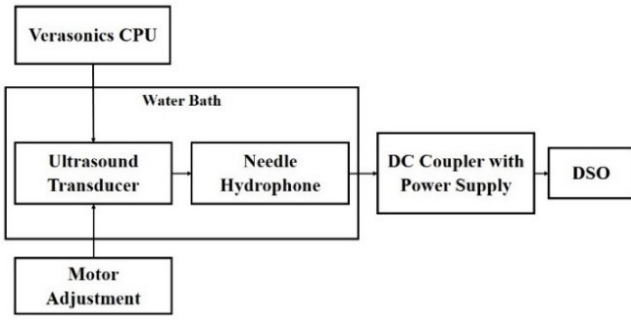 Verasonics CPU
Water Bath
Ultrasound
Transducer
Needle
Hydrophone
DC Coupler with
Power Supply
DSO
Motor
Adjustment